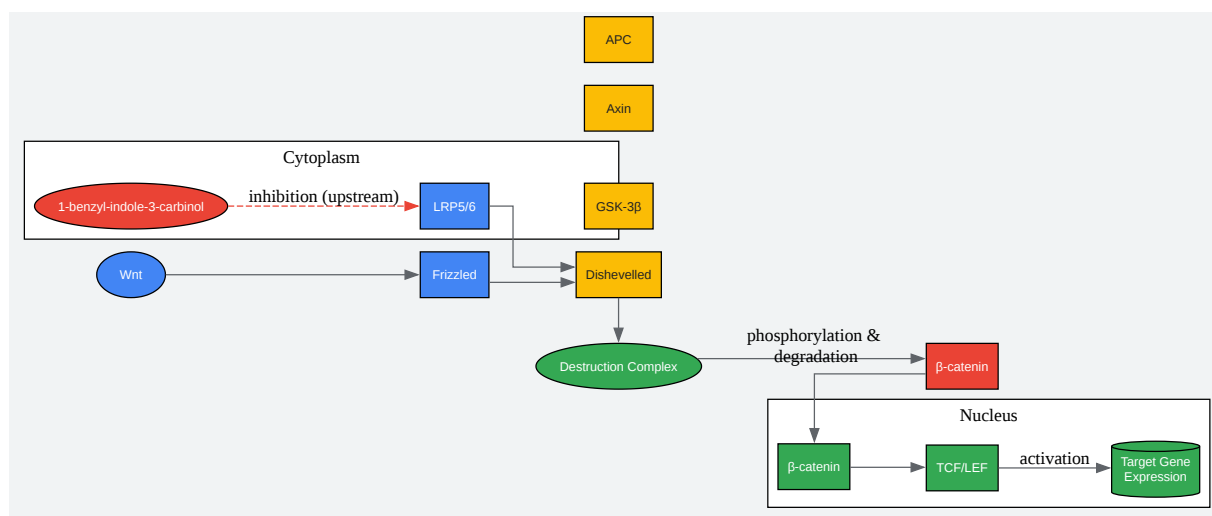 APC
Axin
Cytoplasm
1-benzyl-indole-3-carbinol
inhibition (upstream)
LRP5/6
GSK-3β
Wnt
Frizzled
Dishevelled
Destruction Complex
phosphorylation &
degradation
β-catenin
Nucleus
β-catenin
TCF/LEF
activation
Target Gene
Expression